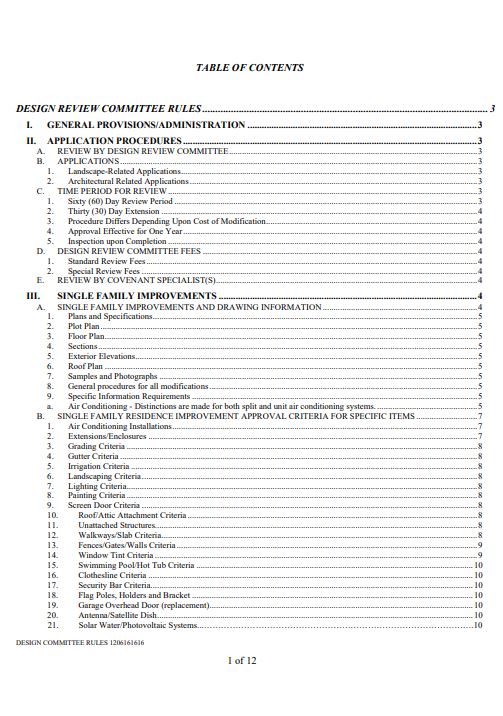 TABLE OF CONTENTS
DESIGN REVIEW COMMITTEE RULES 3
I. GENERAL PROVISIONS/ADMINISTRATION 3
II. APPLICATION PROCEDURES 3
A. REVIEW BY DESIGN REVIEW COMMITTEE 3
B. APPLICATIONS 3
1. Landscape-Related Applications 3
2. Architectural Related Applications 3
C. TIME PERIOD FOR REVIEW 3
1. Sixty (60) Day Review Period 3
2. Thirty (30) Day Extension 4
3. Procedure Differs Depending Upon Cost of Modification 4
4. Approval Effective for One Year 4
5. Inspection upon Completion 4
D. DESIGN REVIEW COMMITTEE FEES 4
1. Standard Review Fees 4
2. Special Review Fees 4
E. REVIEW BY COVENANT SPECIALIST(S) 4
III. SINGLE FAMILY IMPROVEMENTS 4
A. SINGLE FAMILY IMPROVEMENTS AND DRAWING INFORMATION 4
1. Plans and Specifications 5
2. Plot Plan 5
3. Floor Plan 5
4. Sections 5
5. Exterior Elevations 5
6. Roof Plan 5
7. Samples and Photographs 5
8. General procedures for all modifications 5
9. Specific Information Requirements 5
a. Air Conditioning - Distinctions are made for both split and unit air conditioning systems. 5
B. SINGLE FAMILY RESIDENCE IMPROVEMENT APPROVAL CRITERIA FOR SPECIFIC ITEMS 7
1. Air Conditioning Installations 7
2. Extensions/Enclosures 7
3. Grading Criteria 8
4. Gutter Criteria 8
5. Irrigation Criteria 8
6. Landscaping Criteria 8
7. Lighting Criteria 8
8. Painting Criteria 8
9. Screen Door Criteria 8
10. Roof/Attic Attachment Criteria 8
11. Unattached Structures 8
12. Walkways/Slab Criteria 8
13. Fences/Gates/Walls Criteria 9
14. Window Tint Criteria 9
15. Swimming Pool/Hot Tub Criteria 10
16. Clothesline Criteria 10
17. Security Bar Criteria 10
18. Flag Poles, Holders and Bracket 10
19. Garage Overhead Door (replacement) 10
20. Antenna/Satellite Dish 10
21. Solar Water/Photovoltaic Systems 10
DESIGN COMMITTEE RULES 1206161616
1 of 12